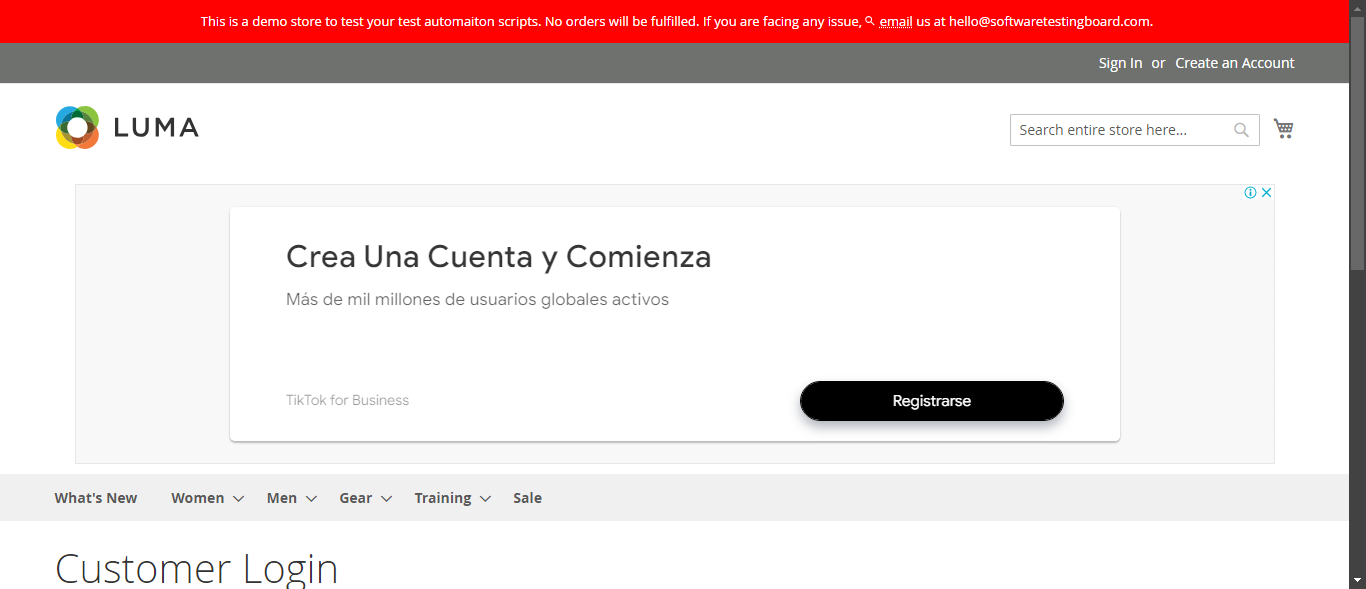 This is a demo store to test your test automaiton scripts. No orders will be fulfilled. If you are facing any issue, email us at hello@softwaretestingboard.com.
Sign In or Create an Account
LUMA
Search entire store here...
Crea Una Cuenta y Comienza
Más de mil millones de usuarios globales activos
TikTok for Business
Registrarse
What's New Women Men Gear Training Sale
Customer Login